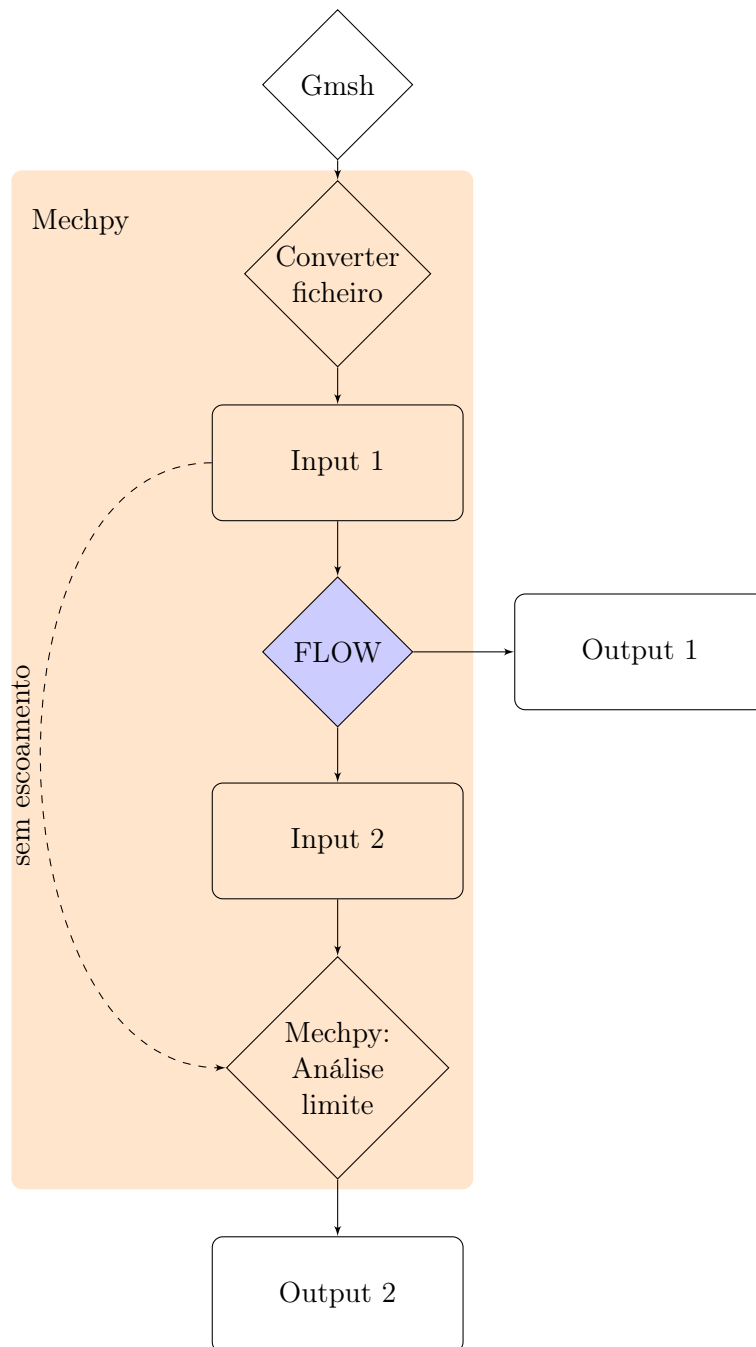 Gmsh
Mechpy
Converter
ficheiro
Input 1
FLOW
Output 1
sem escoamento
Input 2
Mechpy:
Análise
limite
Output 2